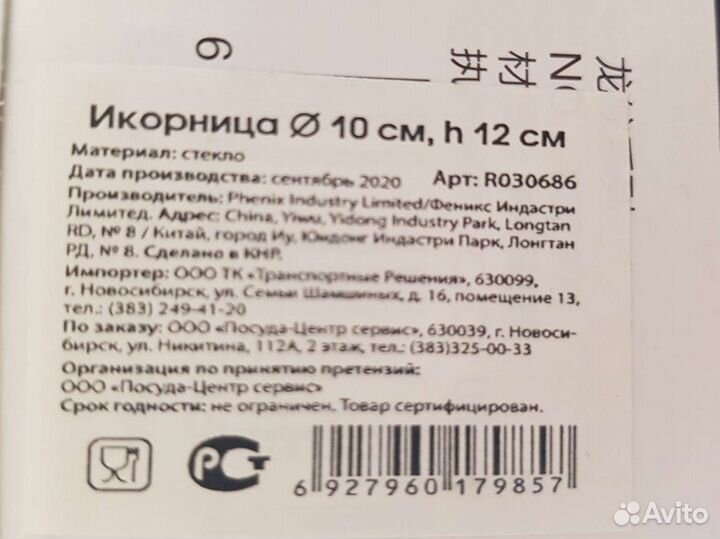 6
龙
材
N
执
Икорница Ø 10 см, h 12 см
Материал: стекло
Дата производства: сентябрь 2020 Арт: R030686
Производитель: Phenix Industry Limited/Феникс Индастри
Лимитед. Адрес: China, Yiwu, Yidong Industry Park, Longtan
RD, № 8 / Китай, город Иу, Юидонг Индастри Парк, Лонгтан
РД, № 8. Сделано в КНР.
Импортер: ООО ТК «Транспортные Решения», 630099,
г. Новосибирск, ул. Семьи Шамшиных, д. 16, помещение 13,
тел.: (383) 249-41-20
По заказу: ООО «Посуда-Центр сервис», 630039, г. Новоси-
бирск, ул. Никитина, 112А, 2 этаж, тел.: (383)325-00-33
Организация по принятию претензий:
ООО «Посуда-Центр сервис»
Срок годности: не ограничен. Товар сертифицирован.
РСТ
6 927960 179857
Avito